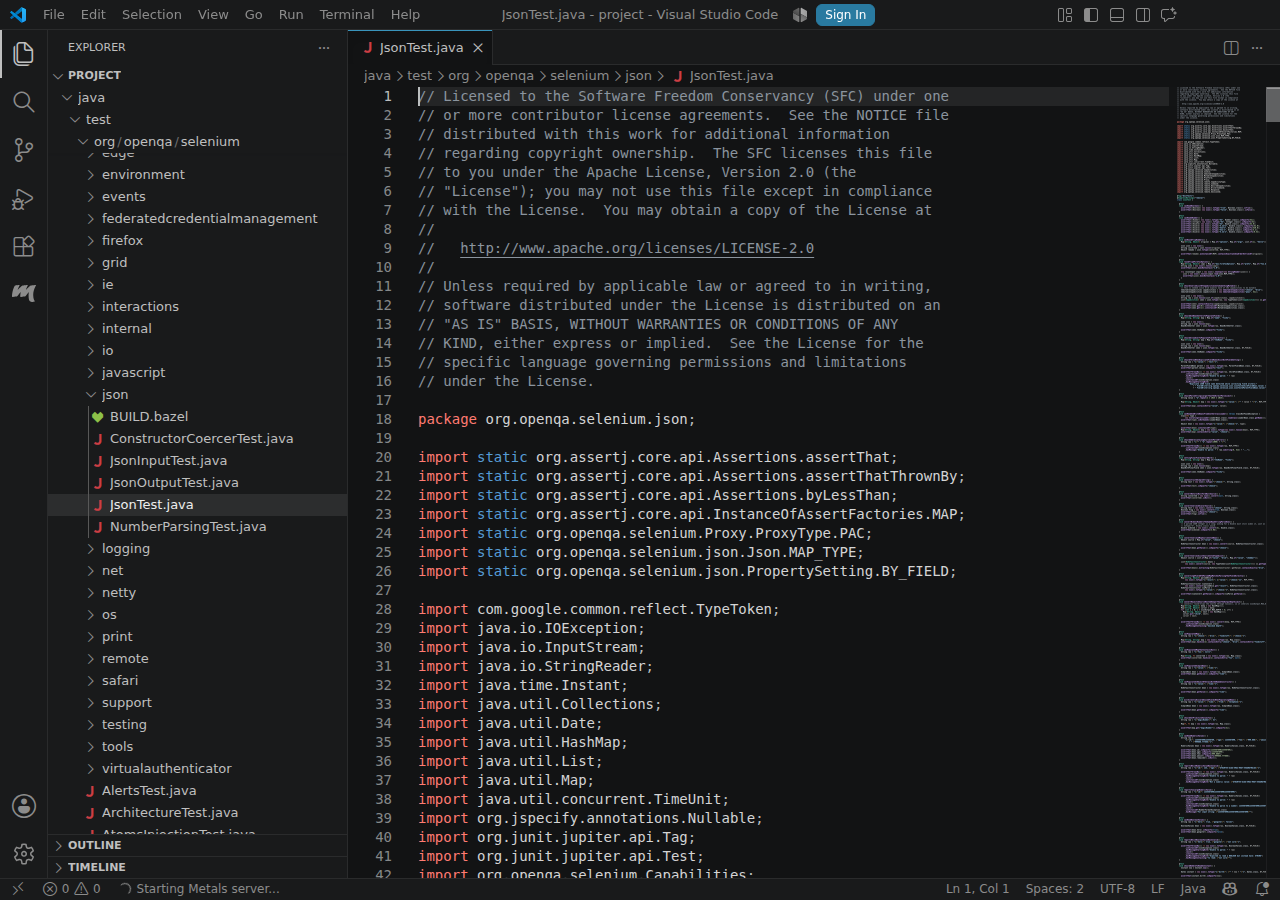 File Edit Selection View Go Run Terminal Help
JsonTest.java - project - Visual Studio Code
Sign In
EXPLORER
PROJECT
java
test
org/openqa/selenium
edge
environment
events
federatedcredentialmanagement
firefox
grid
ie
interactions
internal
io
javascript
json
BUILD.bazel
ConstructorCoercerTest.java
JsonInputTest.java
JsonOutputTest.java
JsonTest.java
NumberParsingTest.java
logging
net
netty
os
print
remote
safari
support
testing
tools
virtualauthenticator
AlertsTest.java
ArchitectureTest.java
AtomsInjectionTest.java
OUTLINE
TIMELINE
JsonTest.java
java > test > org > openqa > selenium > json > JsonTest.java
1 // Licensed to the Software Freedom Conservancy (SFC) under one
2 // or more contributor license agreements.  See the NOTICE file
3 // distributed with this work for additional information
4 // regarding copyright ownership.  The SFC licenses this file
5 // to you under the Apache License, Version 2.0 (the
6 // "License"); you may not use this file except in compliance
7 // with the License.  You may obtain a copy of the License at
8 //
9 //   http://www.apache.org/licenses/LICENSE-2.0
10 //
11 // Unless required by applicable law or agreed to in writing,
12 // software distributed under the License is distributed on an
13 // "AS IS" BASIS, WITHOUT WARRANTIES OR CONDITIONS OF ANY
14 // KIND, either express or implied.  See the License for the
15 // specific language governing permissions and limitations
16 // under the License.
17
18 package org.openqa.selenium.json;
19
20 import static org.assertj.core.api.Assertions.assertThat;
21 import static org.assertj.core.api.Assertions.assertThatThrownBy;
22 import static org.assertj.core.api.Assertions.byLessThan;
23 import static org.assertj.core.api.InstanceOfAssertFactories.MAP;
24 import static org.openqa.selenium.Proxy.ProxyType.PAC;
25 import static org.openqa.selenium.json.Json.MAP_TYPE;
26 import static org.openqa.selenium.json.PropertySetting.BY_FIELD;
27
28 import com.google.common.reflect.TypeToken;
29 import java.io.IOException;
30 import java.io.InputStream;
31 import java.io.StringReader;
32 import java.time.Instant;
33 import java.util.Collections;
34 import java.util.Date;
35 import java.util.HashMap;
36 import java.util.List;
37 import java.util.Map;
38 import java.util.concurrent.TimeUnit;
39 import org.jspecify.annotations.Nullable;
40 import org.junit.jupiter.api.Tag;
41 import org.junit.jupiter.api.Test;
42 import org.openqa.selenium.Capabilities;
0 0 Starting Metals server...
Ln 1, Col 1 Spaces: 2 UTF-8 LF Java